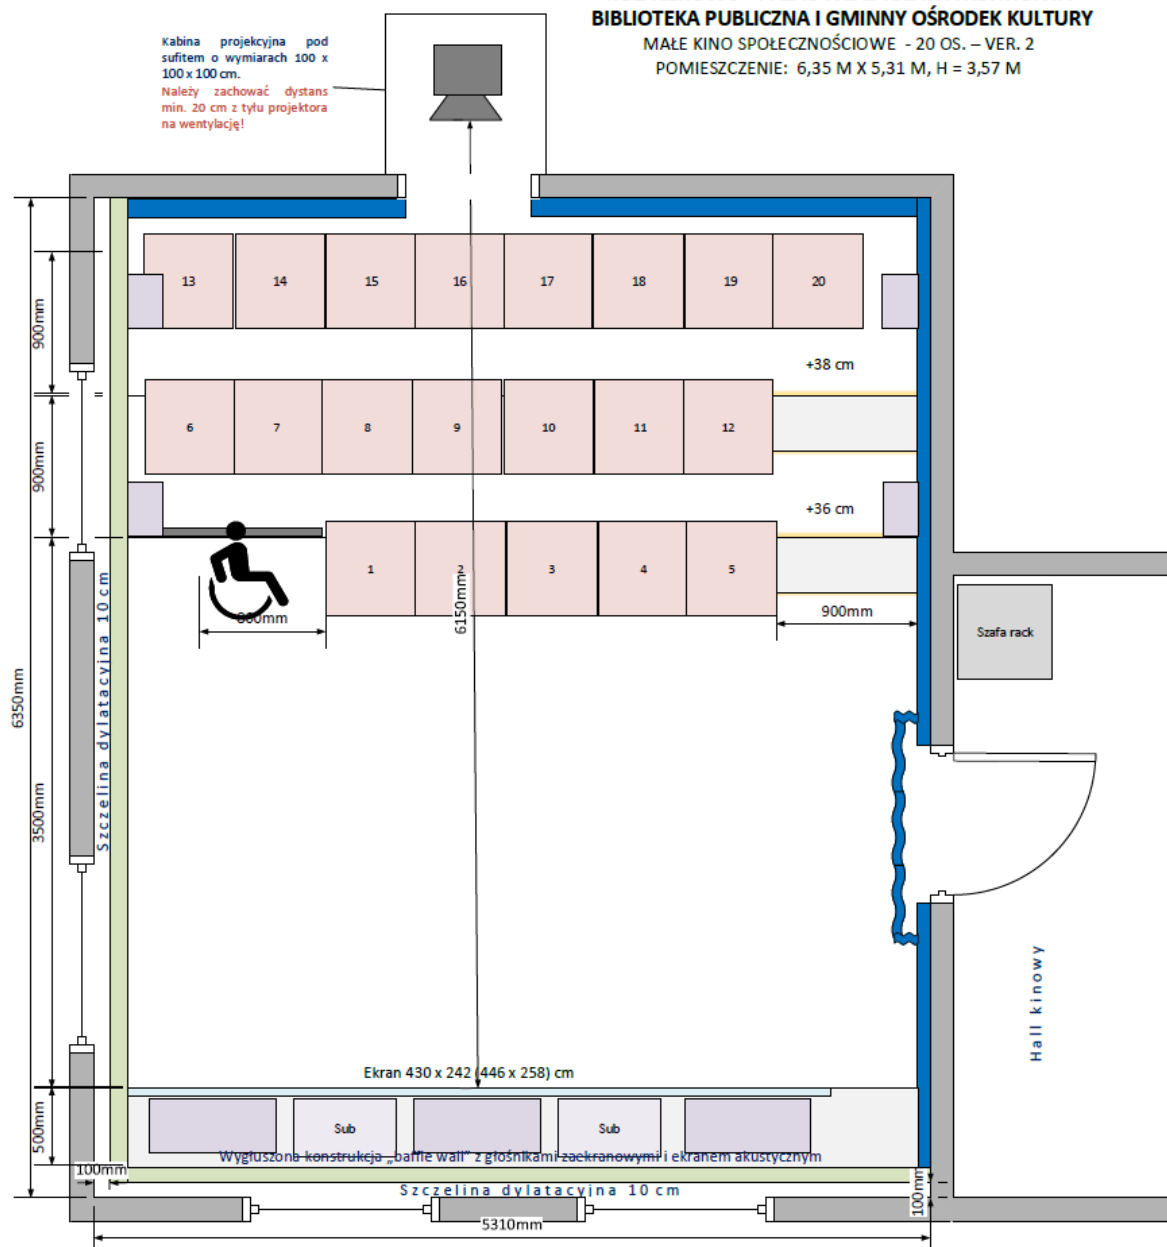 BIBLIOTEKA PUBLICZNA I GMINNY OŚRODEK KULTURY
MAŁE KINO SPOŁECZNOŚCIOWE - 20 OS. – VER. 2
POMIESZCZENIE: 6,35 M X 5,31 M, H = 3,57 M
Kabina projekcyjna pod
sufitem o wymiarach 100 x
100 x 100 cm.
Należy zachować dystans
min. 20 cm z tyłu projektora
na wentylację!
13 14 15 16 17 18 19 20
900mm
+38 cm
6 7 8 9 10 11 12
900mm
+36 cm
1 2 3 4 5
800mm
6150mm
900mm
Szafa rack
Szczelina dylatacyjna 10 cm
6350mm
3500mm
Hall kinowy
Ekran 430 x 242 (446 x 258) cm
500mm
Sub Sub
Wygłuszona konstrukcja „baffle wall” z głośnikami zaekranowymi i ekranem akustycznym
100mm
Szczelina dylatacyjna 10 cm
100mm
5310mm